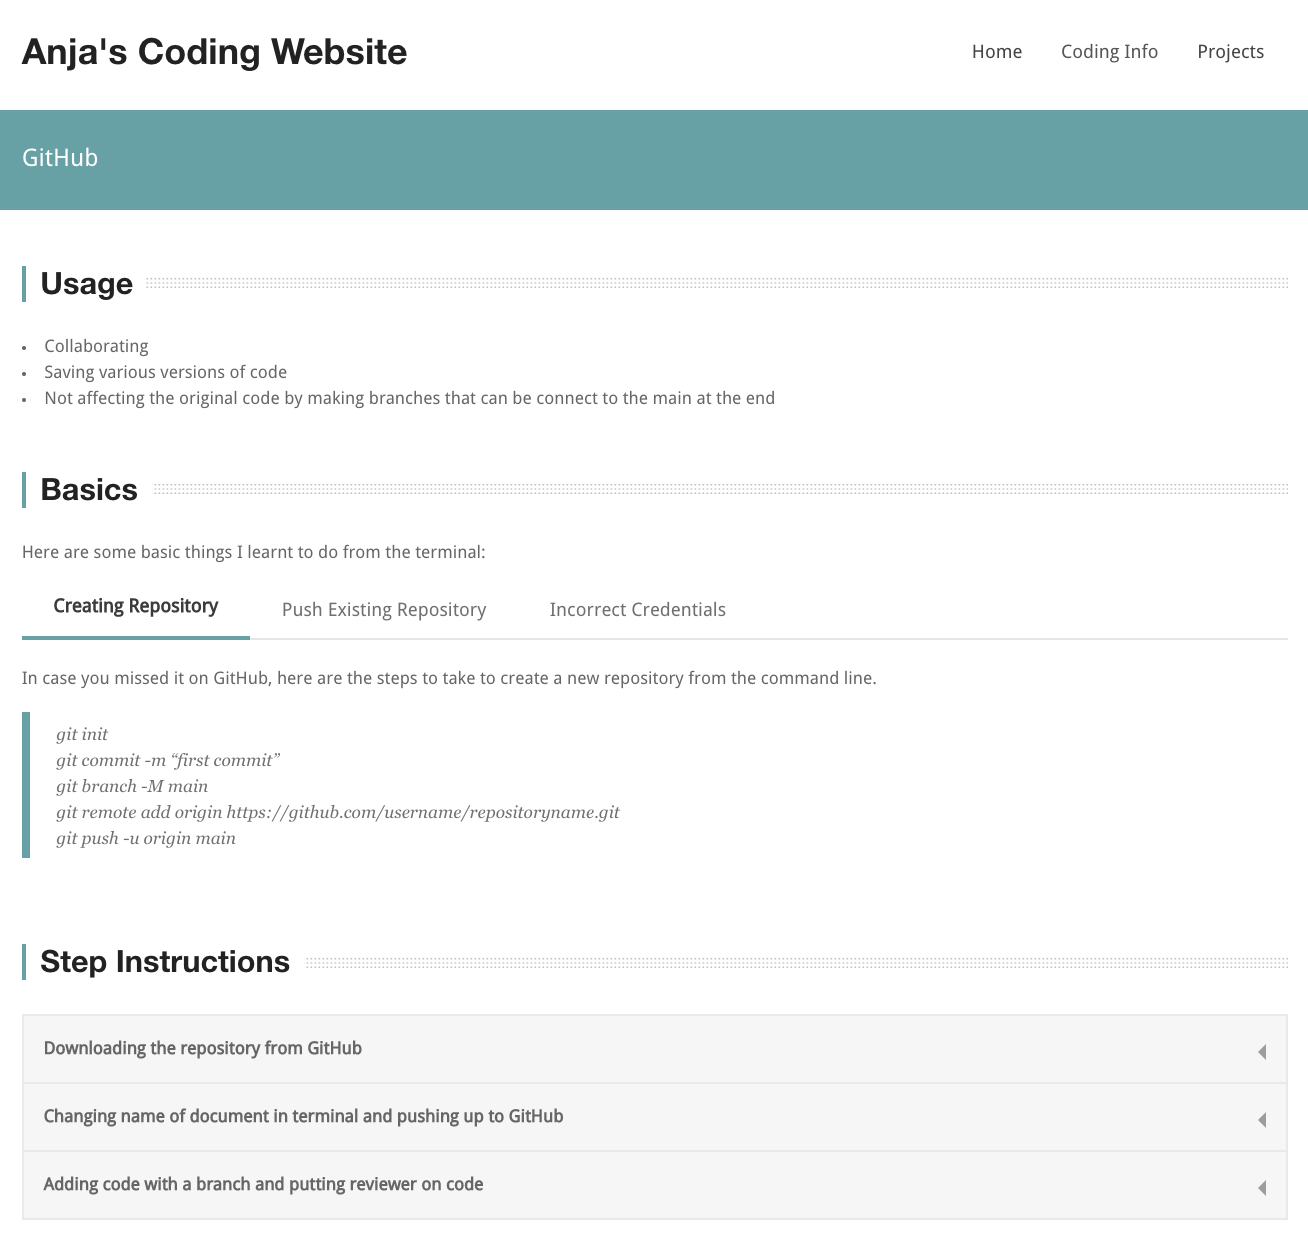 Anja's Coding Website
Home Coding Info Projects
GitHub
Usage
• Collaborating
• Saving various versions of code
• Not affecting the original code by making branches that can be connect to the main at the end
Basics
Here are some basic things I learnt to do from the terminal:
Creating Repository Push Existing Repository Incorrect Credentials
In case you missed it on GitHub, here are the steps to take to create a new repository from the command line.
git init
git commit -m “first commit”
git branch -M main
git remote add origin https://github.com/username/repositoryname.git
git push -u origin main
Step Instructions
Downloading the repository from GitHub
Changing name of document in terminal and pushing up to GitHub
Adding code with a branch and putting reviewer on code